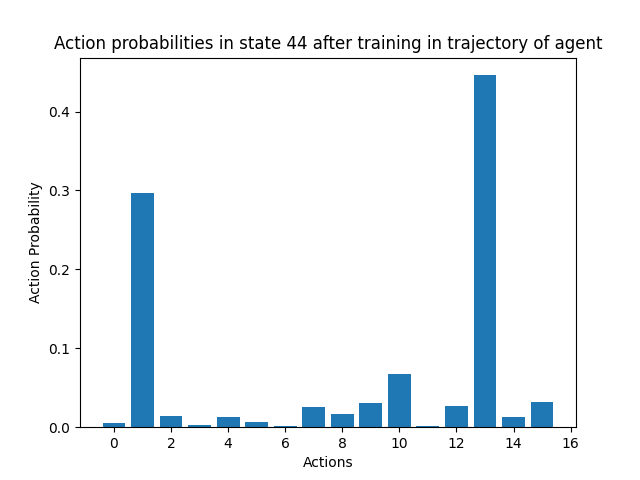 Action probabilities in state 44 after training in trajectory of agent
Action Probability
0.4
0.3
0.2
0.1
0.0
0 2 4 6 8 10 12 14 16
Actions